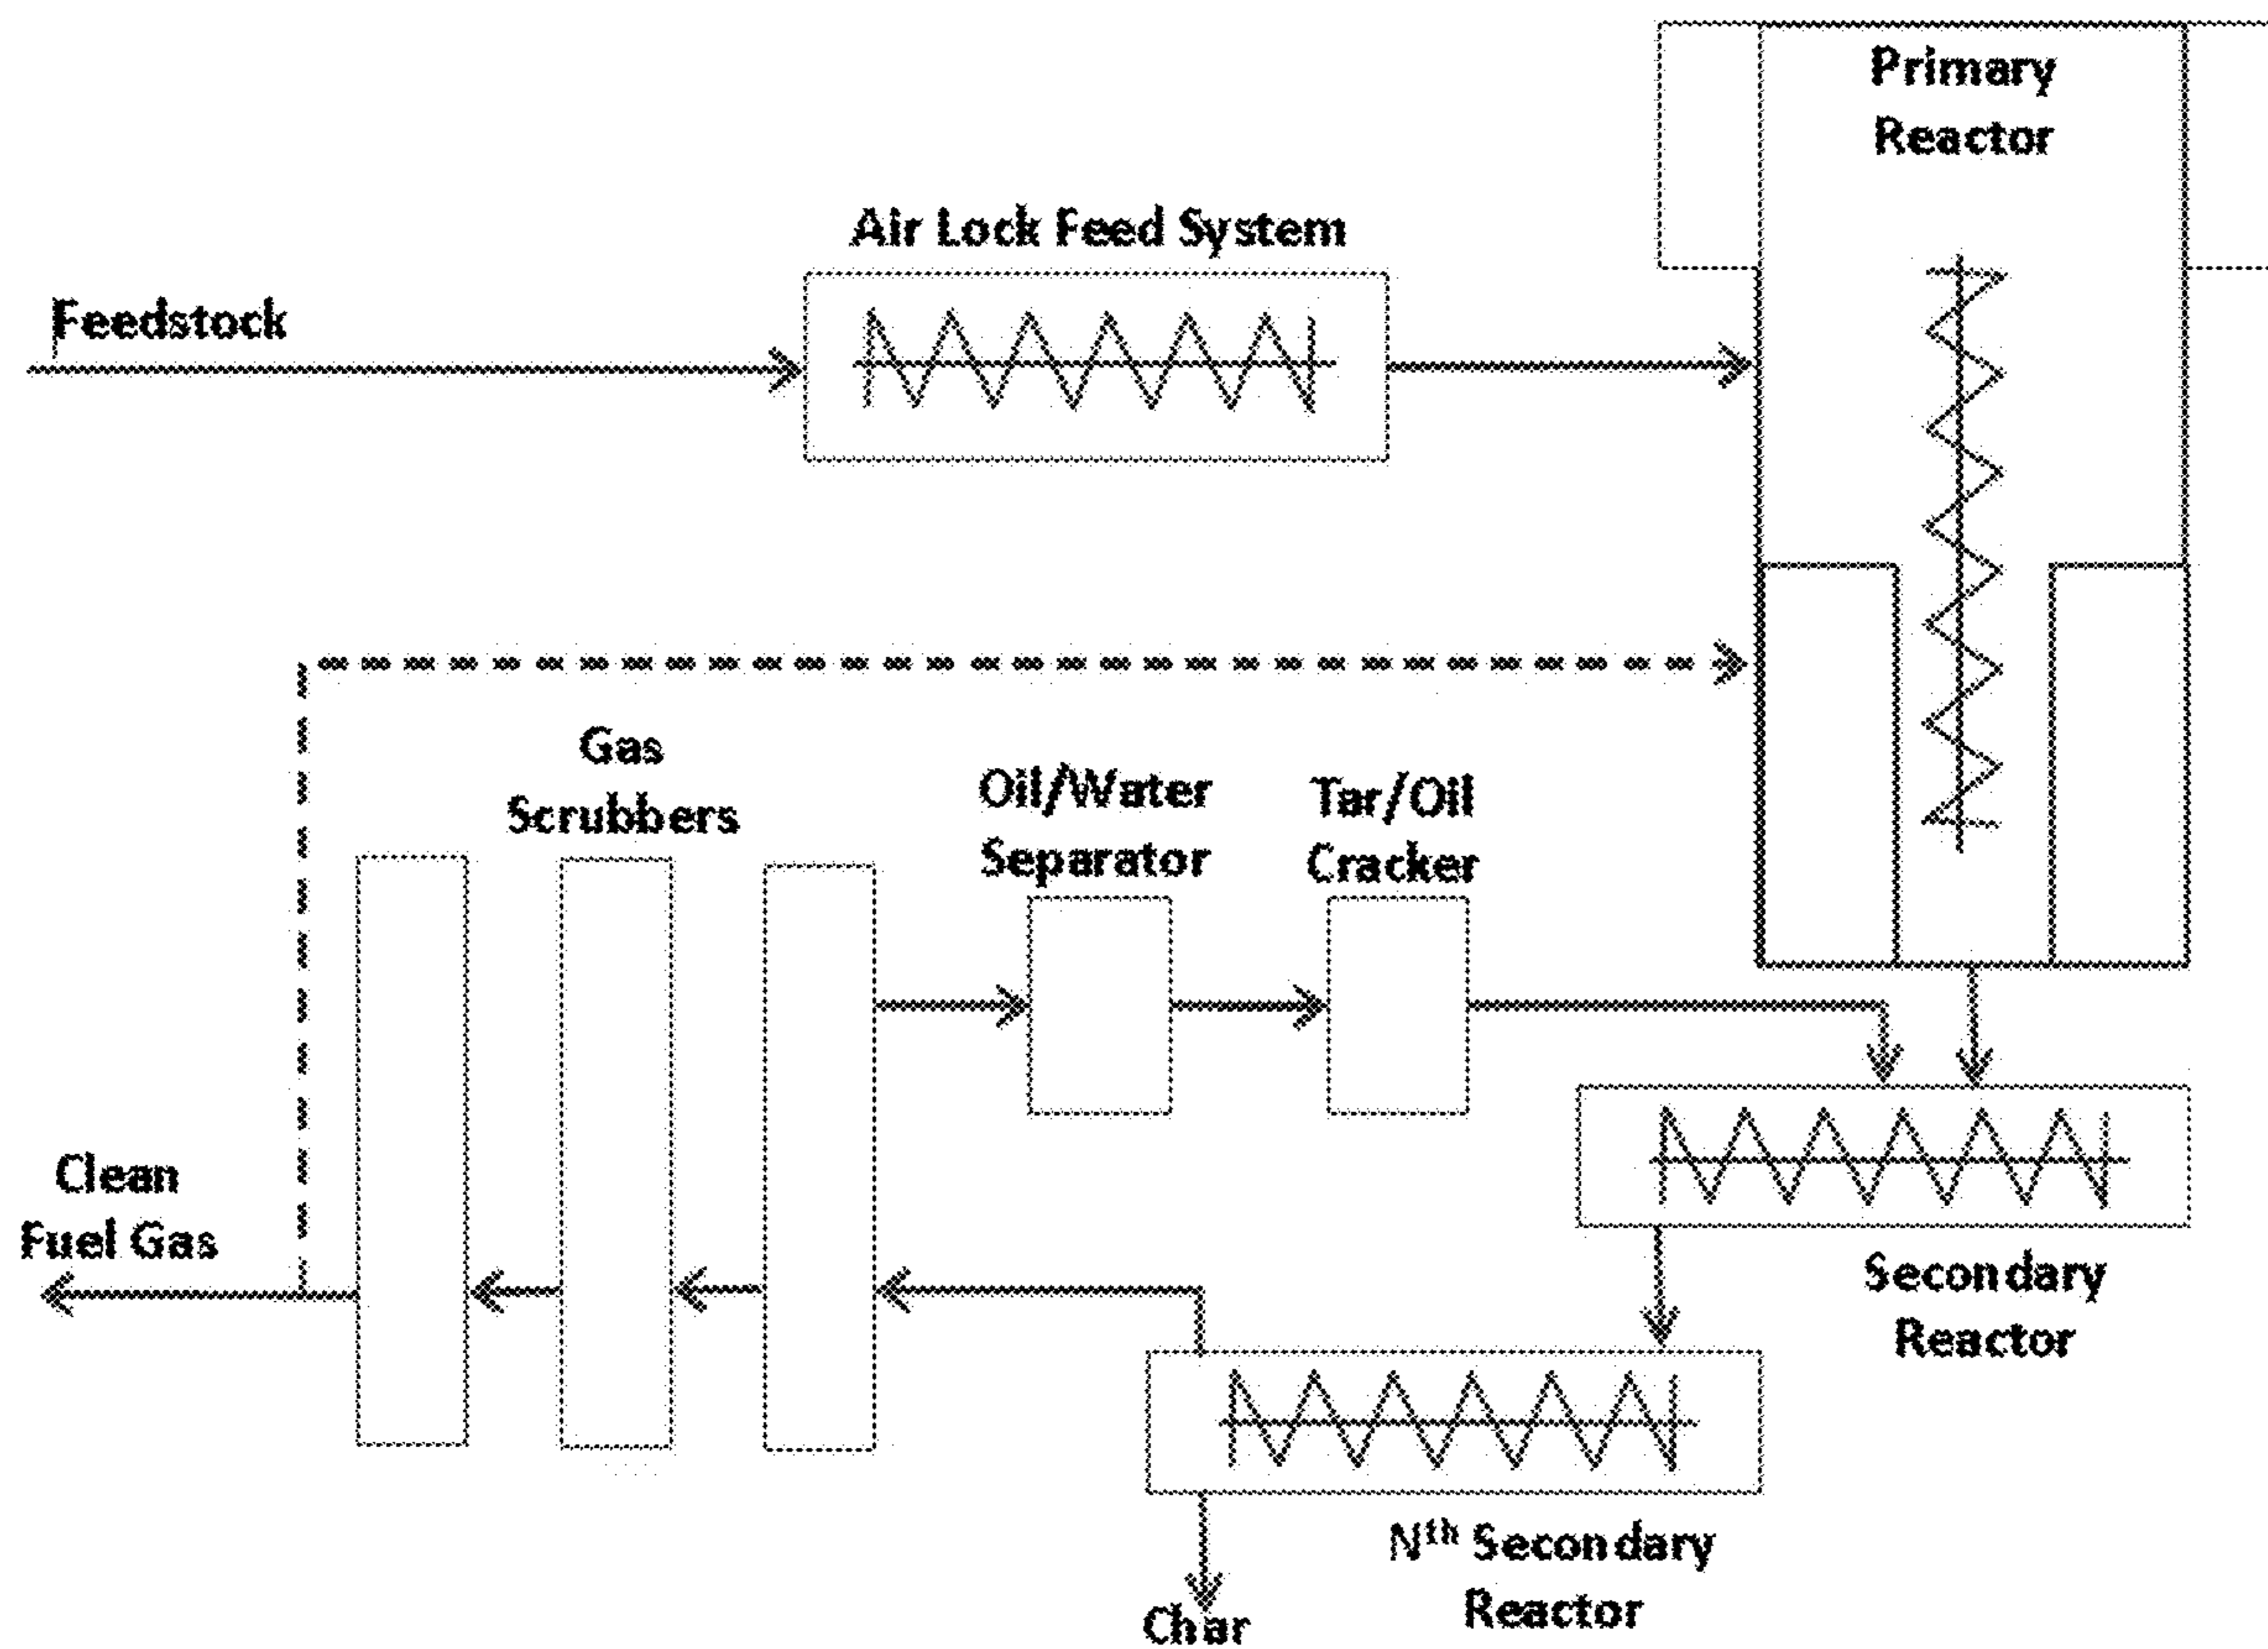 Primary
Reactor
Air Lock Feed System
Feedstock
Gas
Scrubbers
Oil/Water
Separator
Tar/Oil
Cracker
Clean
Fuel Gas
Secondary
Reactor
Nth Secondary
Reactor
Char